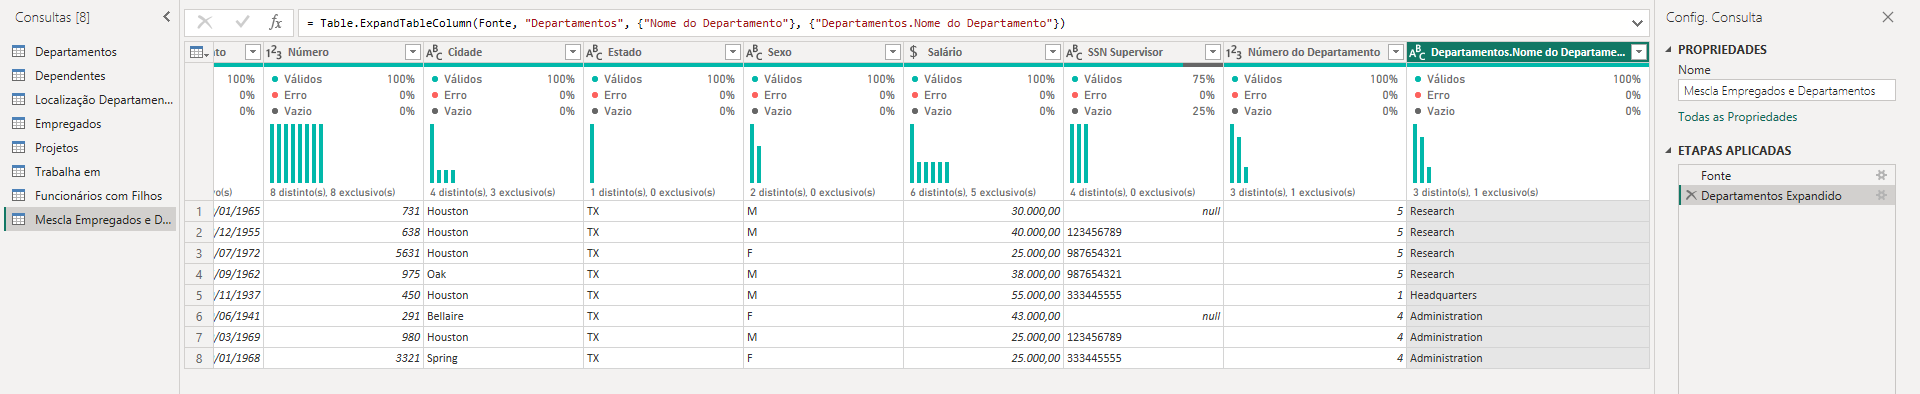 Consultas [8]
Departamentos
Dependentes
Localização Departamen...
Empregados
Projetos
Trabalha em
Funcionários com Filhos
Mescla Empregados e D...
= Table.ExpandTableColumn(Fonte, "Departamentos", {"Nome do Departamento"}, {"Departamentos.Nome do Departamento"})
ito 123 Número ABC Cidade ABC Estado ABC Sexo $ Salário ABC SSN Supervisor 123 Número do Departamento ABC Departamentos.Nome do Departame...
100% Válidos 100% Válidos 100% Válidos 100% Válidos 100% Válidos 100% Válidos 75% Válidos 100% Válidos 100%
0% Erro 0% Erro 0% Erro 0% Erro 0% Erro 0% Erro 0% Erro 0% Erro 0%
0% Vazio 0% Vazio 0% Vazio 0% Vazio 0% Vazio 0% Vazio 25% Vazio 0% Vazio 0%
vo(s) 8 distinto(s), 8 exclusivo(s) 4 distinto(s), 3 exclusivo(s) 1 distinto(s), 0 exclusivo(s) 2 distinto(s), 0 exclusivo(s) 6 distinto(s), 5 exclusivo(s) 4 distinto(s), 0 exclusivo(s) 3 distinto(s), 1 exclusivo(s) 3 distinto(s), 1 exclusivo(s)
1 /01/1965 731 Houston TX M 30.000,00 null 5 Research
2 /12/1955 638 Houston TX M 40.000,00 123456789 5 Research
3 /07/1972 5631 Houston TX F 25.000,00 987654321 5 Research
4 /09/1962 975 Oak TX M 38.000,00 987654321 5 Research
5 /11/1937 450 Houston TX M 55.000,00 333445555 1 Headquarters
6 /06/1941 291 Bellaire TX F 43.000,00 null 4 Administration
7 /03/1969 980 Houston TX M 25.000,00 123456789 4 Administration
8 /01/1968 3321 Spring TX F 25.000,00 333445555 4 Administration
Config. Consulta
PROPRIEDADES
Nome
Mescla Empregados e Departamentos
Todas as Propriedades
ETAPAS APLICADAS
Fonte
Departamentos Expandido